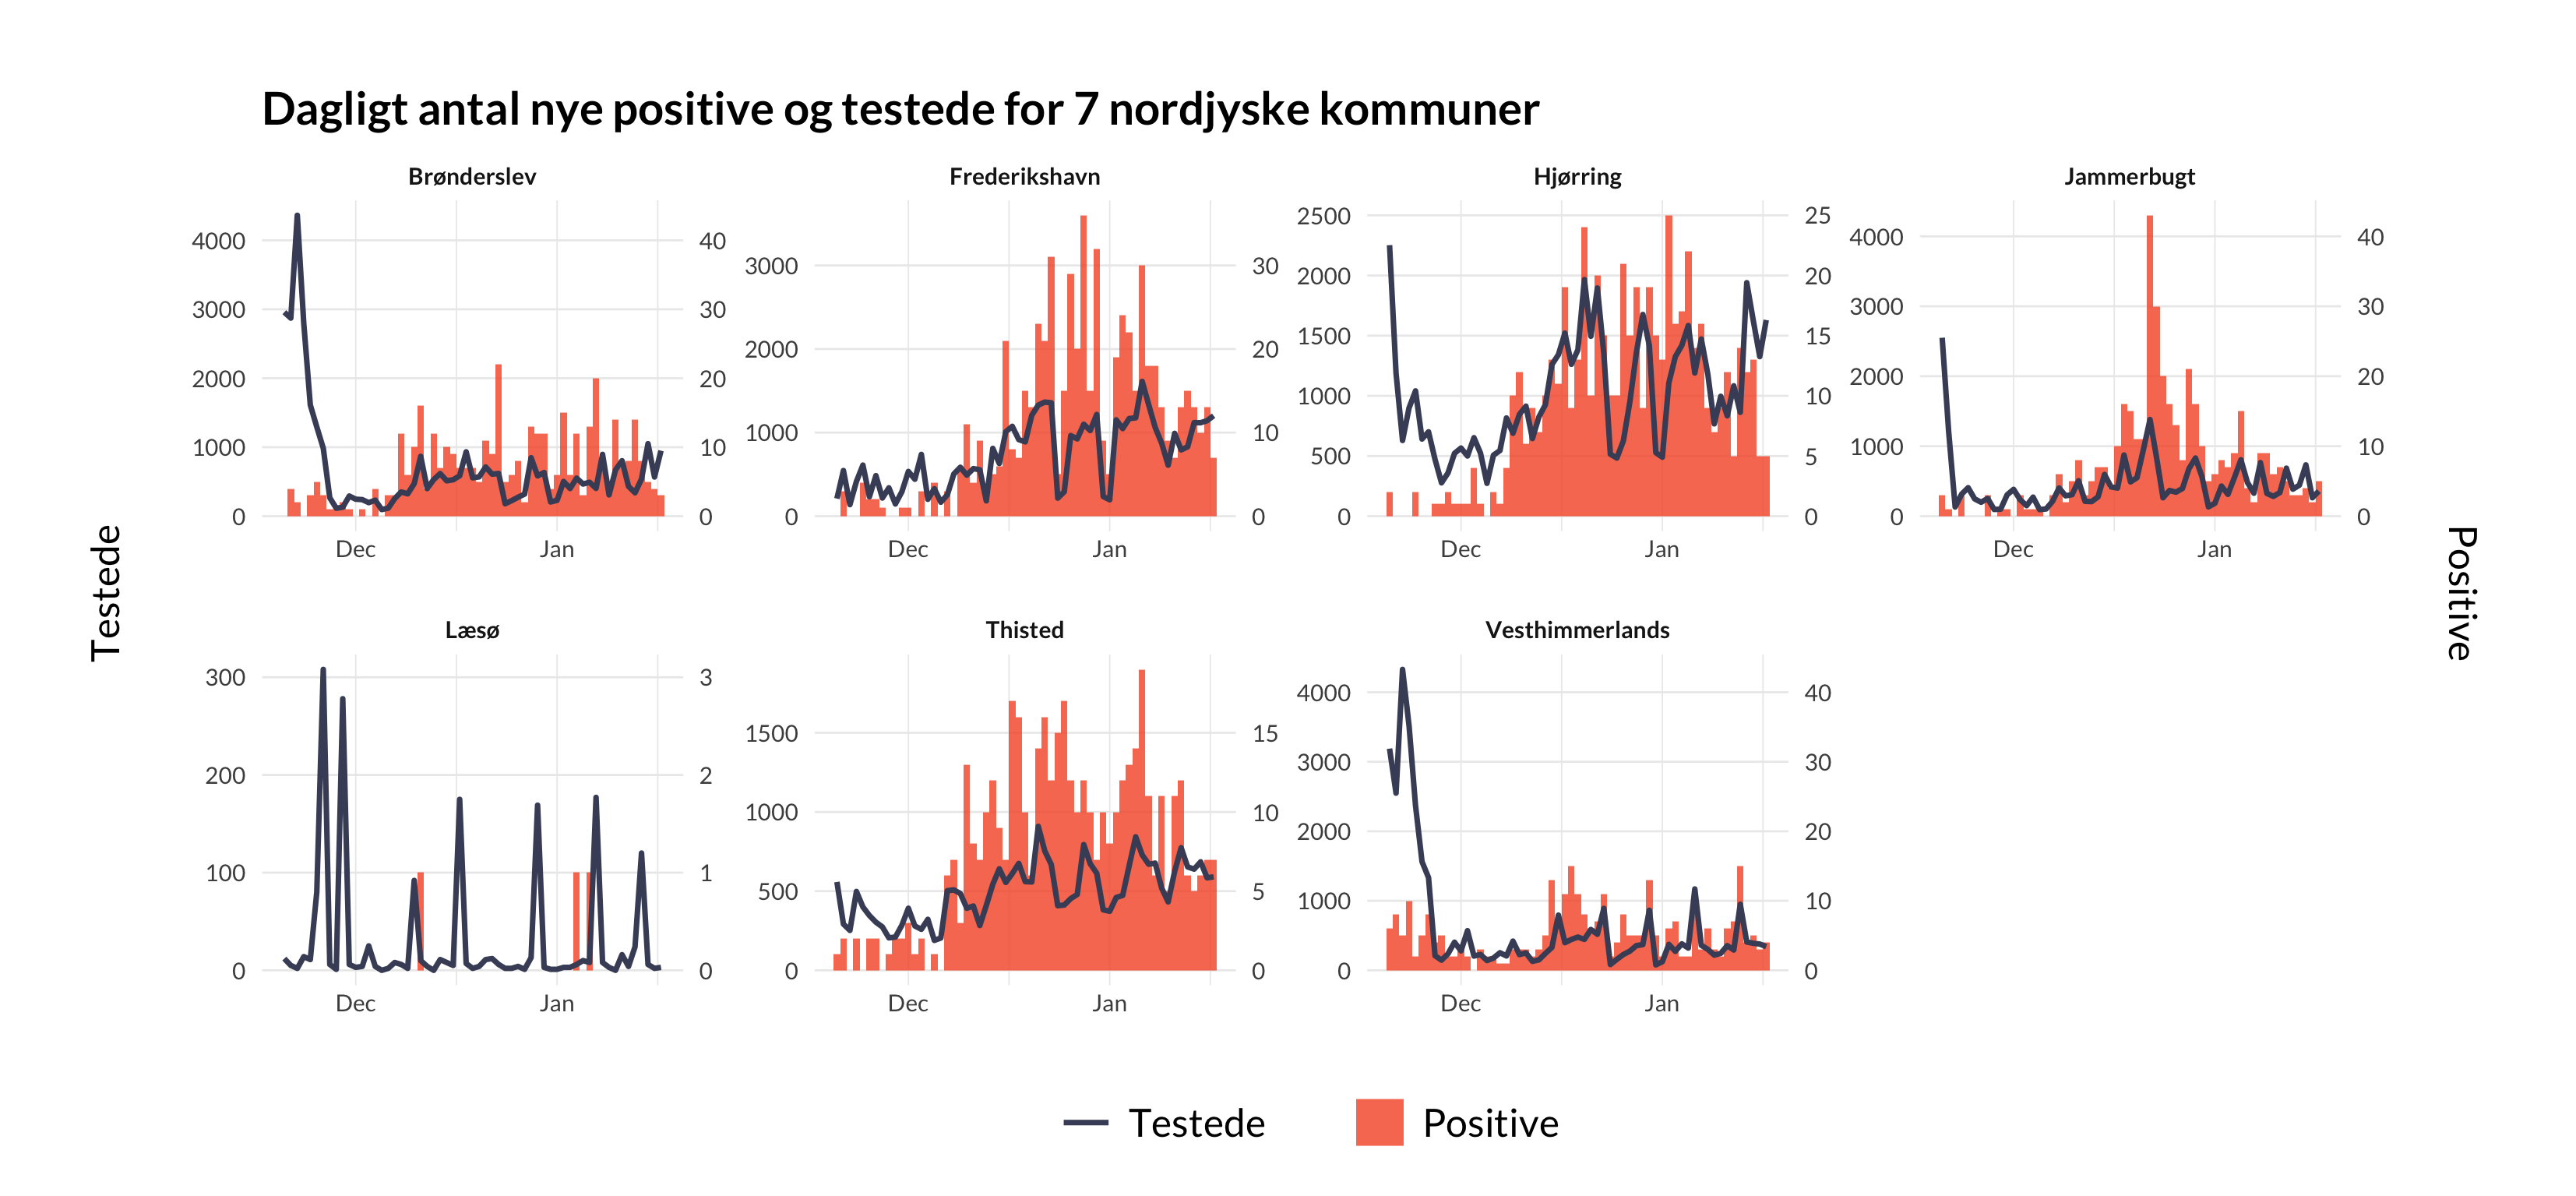 Dagligt antal nye positive og testede for 7 nordjyske kommuner
Brønderslev
Frederikshavn
Hjørring
Jammerbugt
4000
3000
2000
1000
0
40
30
20
10
0
Dec
Jan
3000
2000
1000
0
30
20
10
0
Dec
Jan
2500
2000
1500
1000
500
0
25
20
15
10
5
0
Dec
Jan
4000
3000
2000
1000
0
40
30
20
10
0
Dec
Jan
Testede
Positive
Læsø
Thisted
Vesthimmerlands
300
200
100
0
3
2
1
0
Dec
Jan
1500
1000
500
0
15
10
5
0
Dec
Jan
4000
3000
2000
1000
0
40
30
20
10
0
Dec
Jan
Testede
Positive